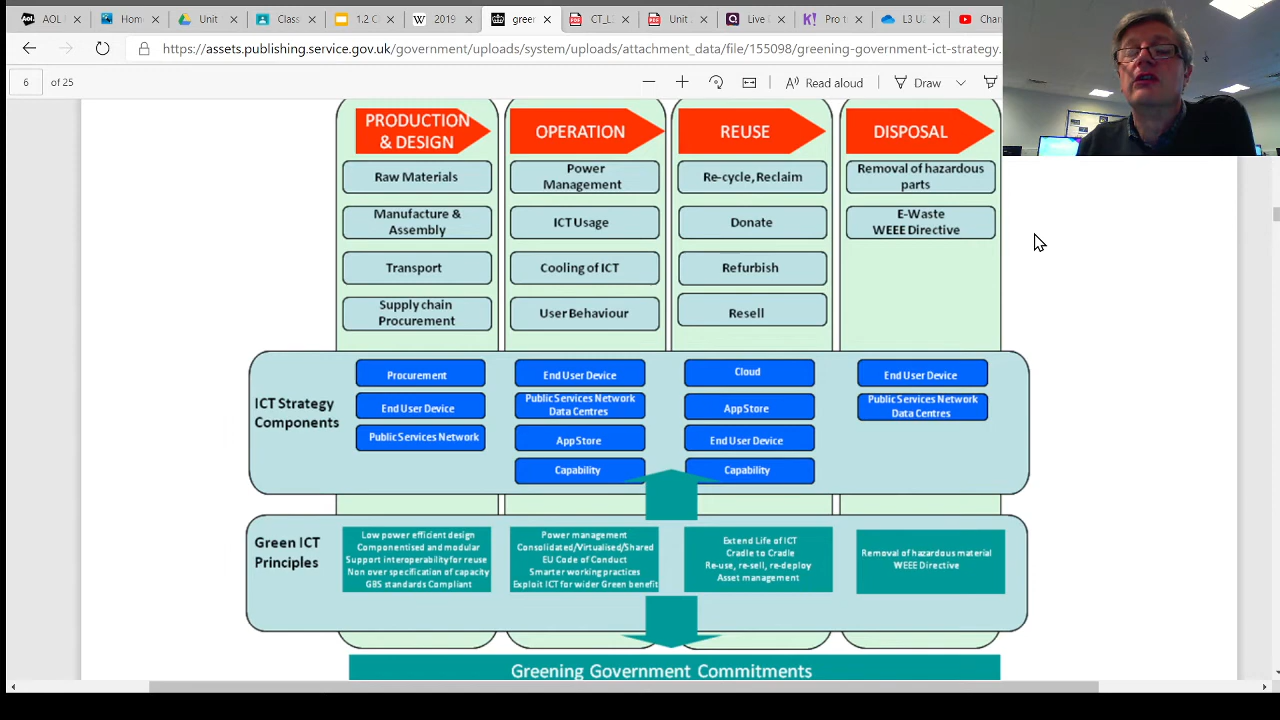 AOL
Home
Unit
Class
1.2 C
2019
green
CT_L3
Unit
Live
Pro t
L3 U
Chan
https://assets.publishing.service.gov.uk/government/uploads/system/uploads/attachment_data/file/155098/greening-government-ict-strategy.
6 of 25
Read aloud
Draw
PRODUCTION
& DESIGN
OPERATION
REUSE
DISPOSAL
Raw Materials
Power
Management
Re-cycle, Reclaim
Removal of hazardous
parts
Manufacture &
Assembly
ICT Usage
Donate
E-Waste
WEEE Directive
Transport
Cooling of ICT
Refurbish
Supply chain
Procurement
User Behaviour
Resell
ICT Strategy
Components
Procurement
End User Device
Public Services Network
End User Device
Public Services Network
Data Centres
App Store
Capability
Cloud
App Store
End User Device
Capability
End User Device
Public Services Network
Data Centres
Green ICT
Principles
Low power efficient design
Componentised and modular
Support interoperability for reuse
Non over specification of capacity
GBS standards Compliant
Power management
Consolidated/Virtualised/Shared
EU Code of Conduct
Smarter working practices
Exploit ICT for wider Green benefit
Extend Life of ICT
Cradle to Cradle
Re-use, re-sell, re-deploy
Asset management
Removal of hazardous material
WEEE Directive
Greening Government Commitments